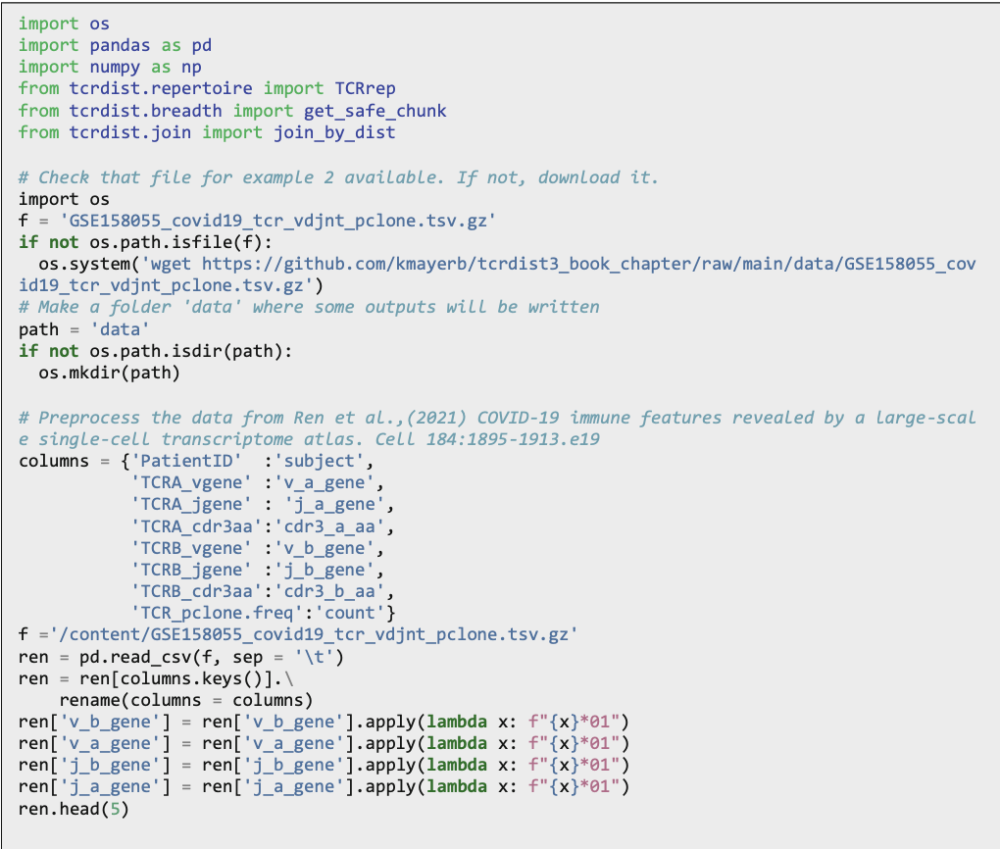 import os
import pandas as pd
import numpy as np
from tcrdist.repertoire import TCRrep
from tcrdist.breadth import get_safe_chunk
from tcrdist.join import join_by_dist

# Check that file for example 2 available. If not, download it.
import os
f = 'GSE158055_covid19_tcr_vdjnt_pclone.tsv.gz'
if not os.path.isfile(f):
  os.system('wget https://github.com/kmayerb/tcrdist3_book_chapter/raw/main/data/GSE158055_cov
id19_tcr_vdjnt_pclone.tsv.gz')
# Make a folder 'data' where some outputs will be written
path = 'data'
if not os.path.isdir(path):
  os.mkdir(path)

# Preprocess the data from Ren et al.,(2021) COVID-19 immune features revealed by a large-scal
e single-cell transcriptome atlas. Cell 184:1895-1913.e19
columns = {'PatientID'  :'subject',
           'TCRA_vgene' :'v_a_gene',
           'TCRA_jgene' : 'j_a_gene',
           'TCRA_cdr3aa':'cdr3_a_aa',
           'TCRB_vgene' :'v_b_gene',
           'TCRB_jgene' :'j_b_gene',
           'TCRB_cdr3aa':'cdr3_b_aa',
           'TCR_pclone.freq':'count'}
f ='/content/GSE158055_covid19_tcr_vdjnt_pclone.tsv.gz'
ren = pd.read_csv(f, sep = '\t')
ren = ren[columns.keys()].\
    rename(columns = columns)
ren['v_b_gene'] = ren['v_b_gene'].apply(lambda x: f"{x}*01")
ren['v_a_gene'] = ren['v_a_gene'].apply(lambda x: f"{x}*01")
ren['j_b_gene'] = ren['j_b_gene'].apply(lambda x: f"{x}*01")
ren['j_a_gene'] = ren['j_a_gene'].apply(lambda x: f"{x}*01")
ren.head(5)